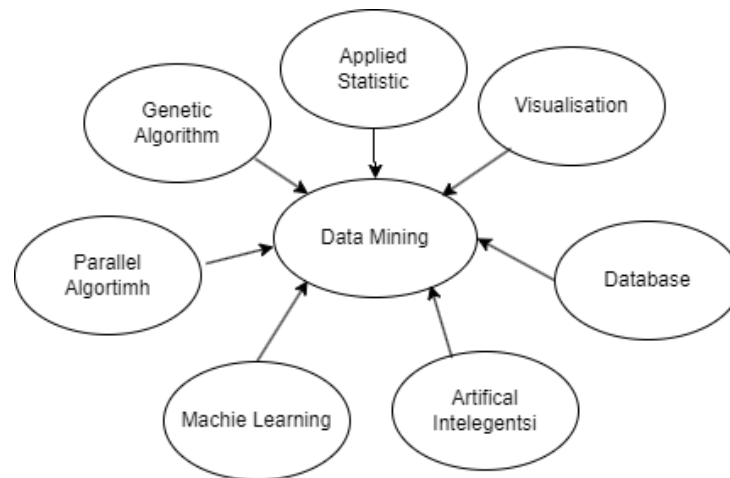 Applied
Statistic
Genetic
Algorithm
Visualisation
Data Mining
Parallel
Algortimh
Database
Machie Learning
Artifical
Intelegentsi